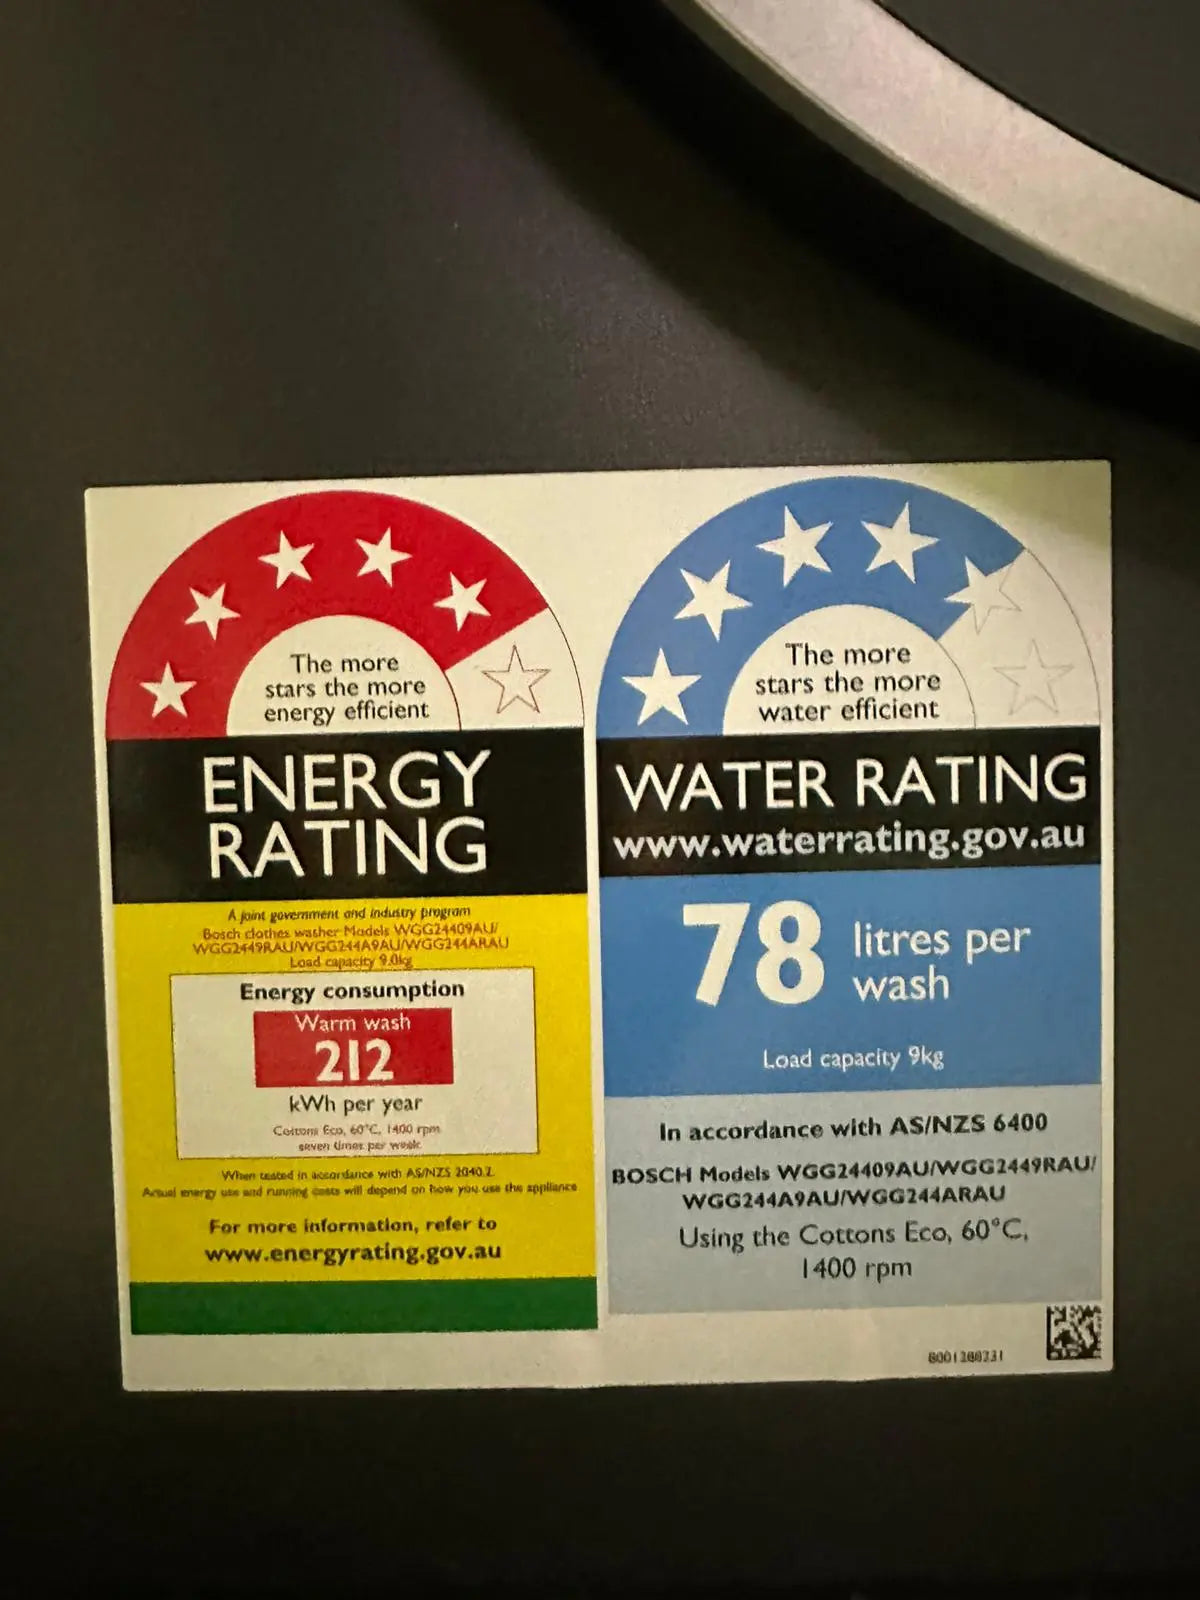 The more
stars the more
energy efficient
ENERGY
RATING
A joint government and industry program
Bosch clothes washer Models WGG24409AU/
WGG2449RAU/WGG244A9AU/WGG244ARAU
Load capacity 9.0kg
Energy consumption
Warm wash
212
kWh per year
Cottons Eco, 60°C, 1400 rpm
seven times per week
When tested in accordance with AS/NZS 2040.2
Actual energy use and running costs will depend on how you use the appliance
For more information, refer to
www.energyrating.gov.au
The more
stars the more
water efficient
WATER RATING
www.waterrating.gov.au
78 litres per
wash
Load capacity 9kg
In accordance with AS/NZS 6400
BOSCH Models WGG24409AU/WGG2449RAU/
WGG244A9AU/WGG244ARAU
Using the Cottons Eco, 60°C,
1400 rpm